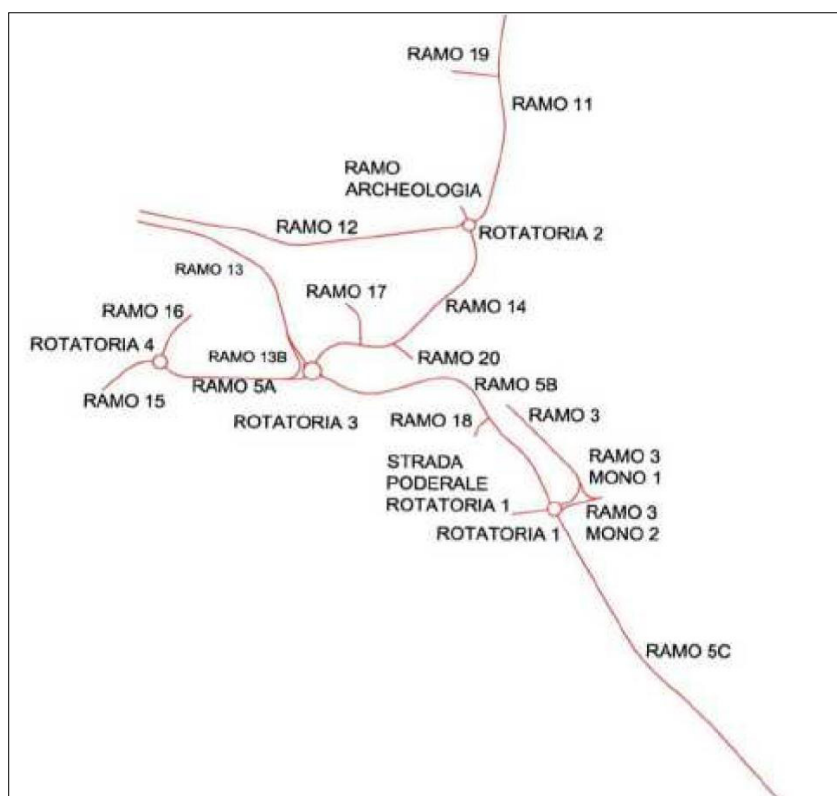 RAMO 19
RAMO 11
RAMO
ARCHEOLOGIA
RAMO 12
ROTATORIA 2
RAMO 13
RAMO 17
RAMO 14
RAMO 16
ROTATORIA 4
RAMO 13B
RAMO 20
RAMO 5A
RAMO 15
RAMO 5B
ROTATORIA 3
RAMO 18
RAMO 3
STRADA
PODERALE
ROTATORIA 1
RAMO 3
MONO 1
ROTATORIA 1
RAMO 3
MONO 2
RAMO 5C